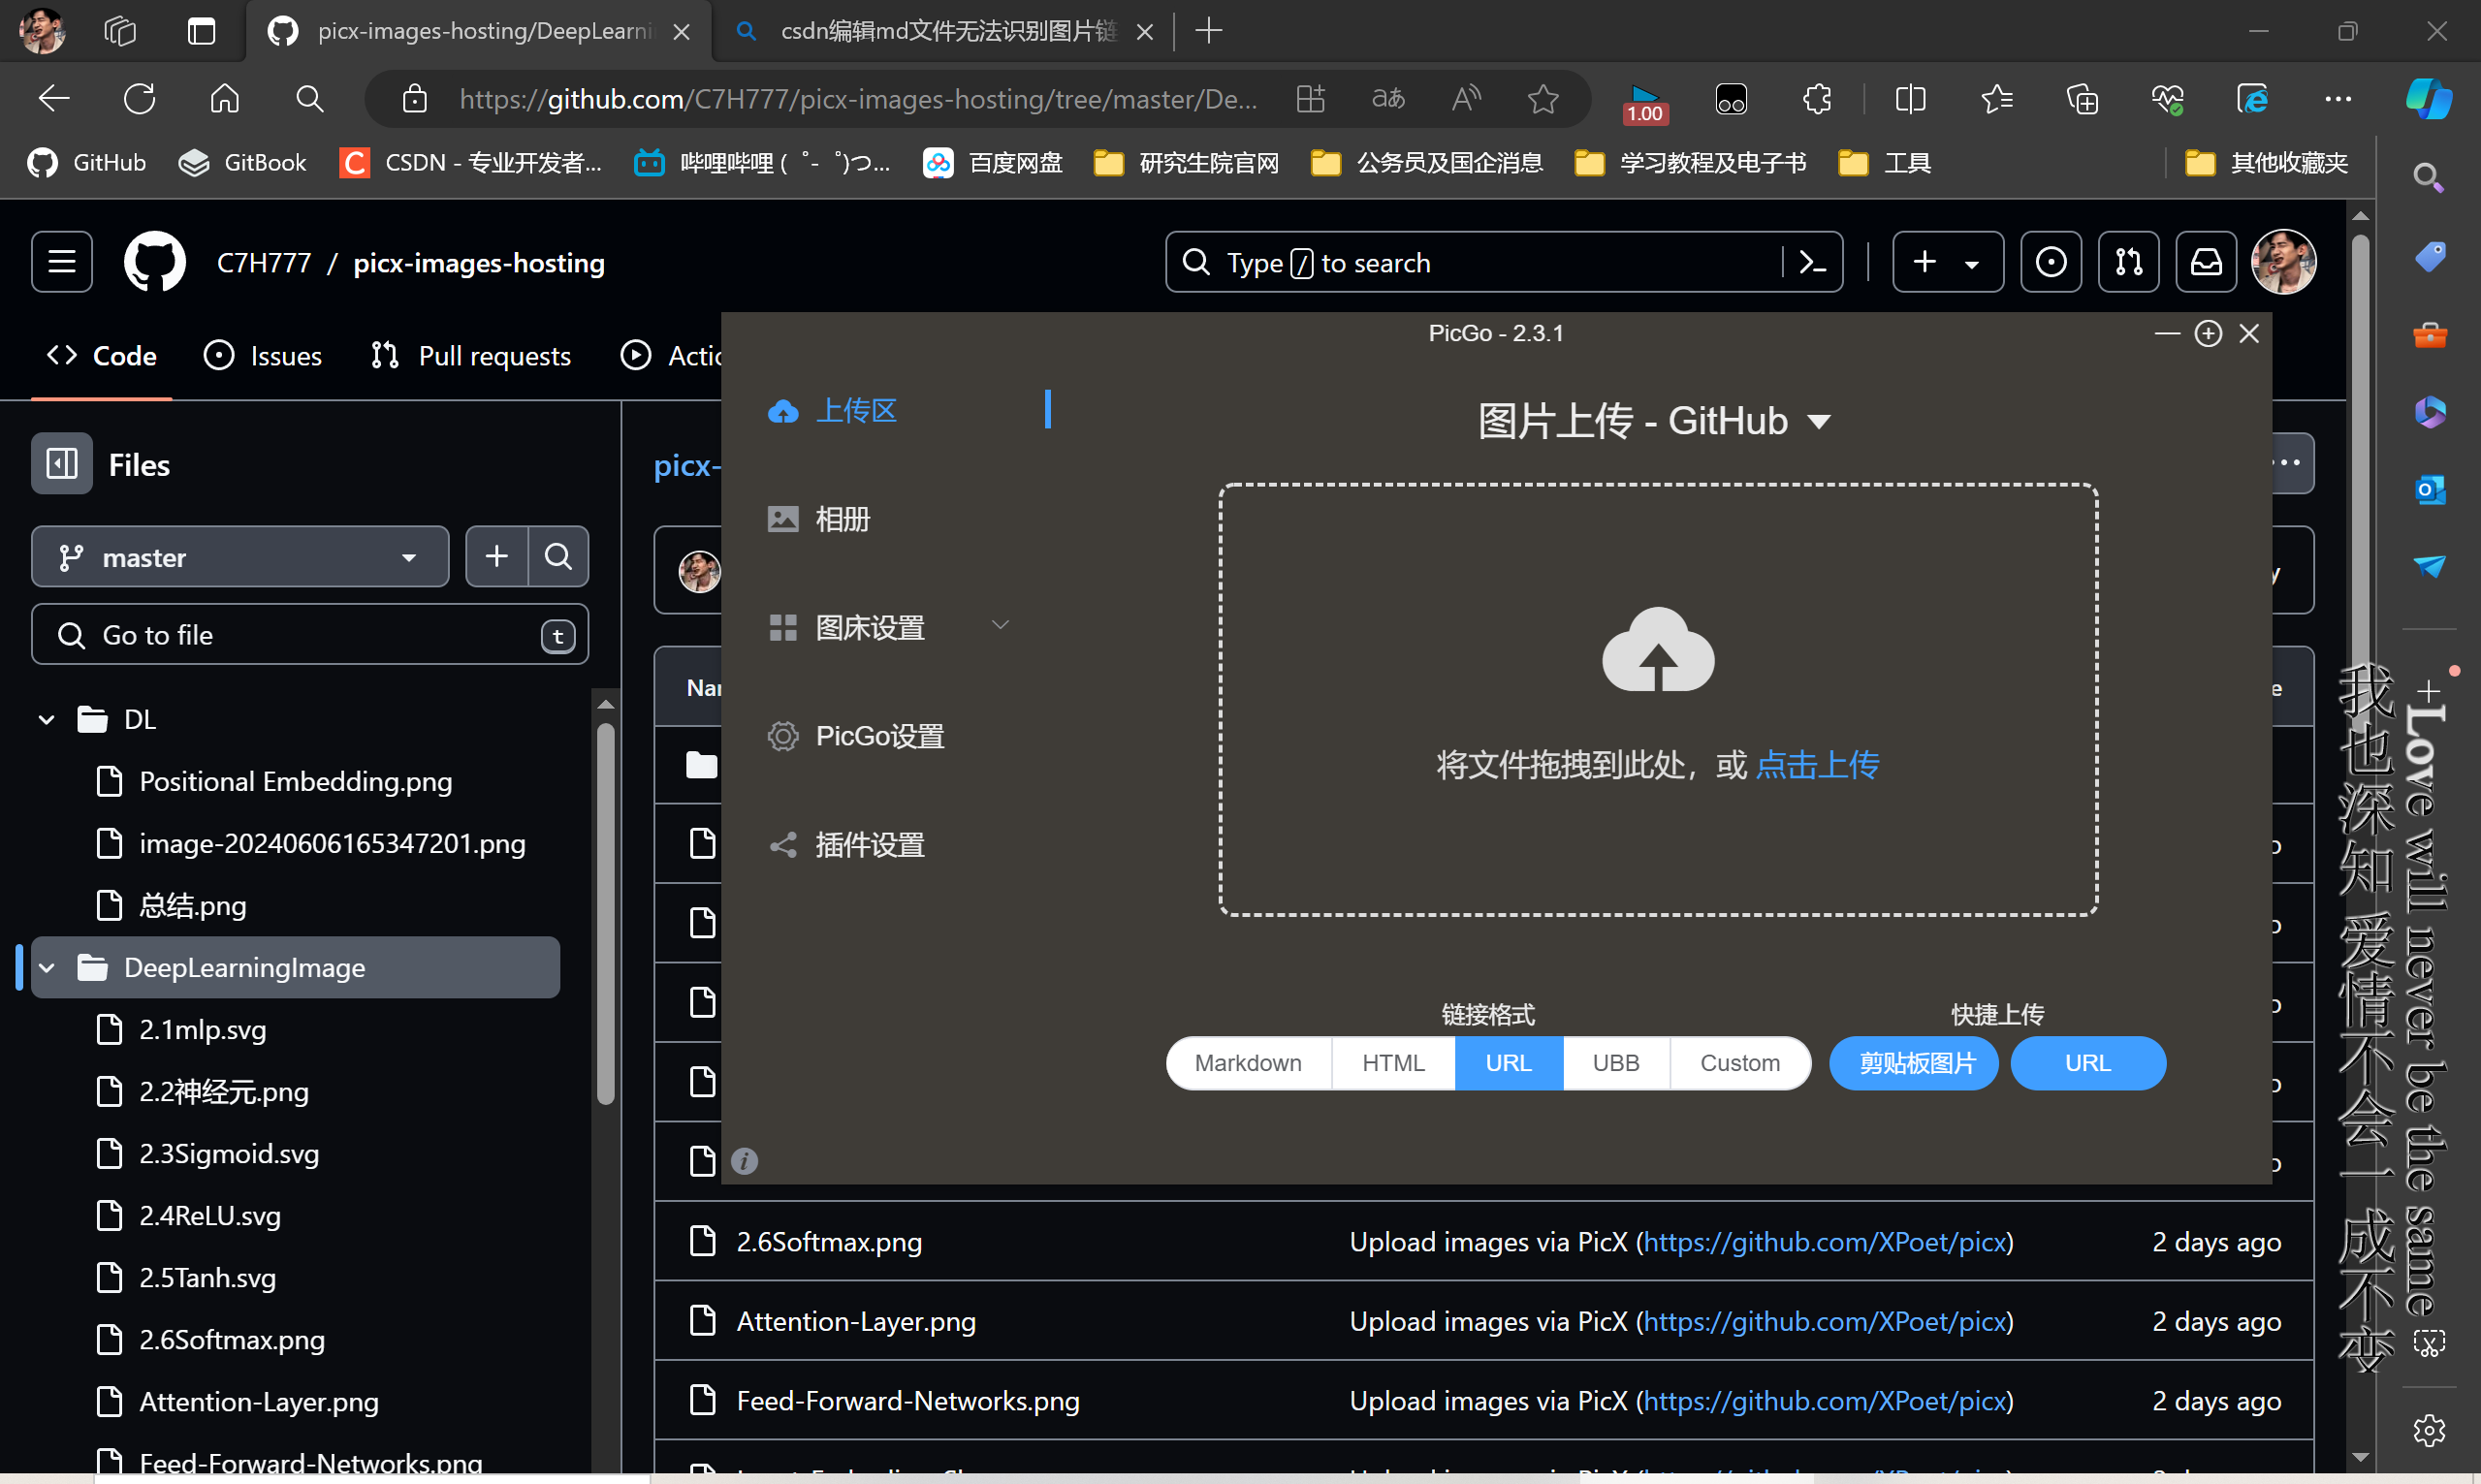 picx-images-hosting/DeepLearni
csdn编辑md文件无法识别图片链
https://github.com/C7H777/picx-images-hosting/tree/master/De...
1.00
GitHub
GitBook
CSDN - 专业开发者...
哔哩哔哩 (゜-゜)つ...
百度网盘
研究生院官网
公务员及国企消息
学习教程及电子书
工具
其他收藏夹
C7H777 / picx-images-hosting
Type / to search
Code
Issues
Pull requests
Actic
PicGo - 2.3.1
上传区
相册
图床设置
PicGo设置
插件设置
图片上传 - GitHub
将文件拖拽到此处，或 点击上传
链接格式
快捷上传
Markdown
HTML
URL
UBB
Custom
剪贴板图片
URL
Files
picx-
master
Go to file
t
DL
Positional Embedding.png
image-20240606165347201.png
总结.png
DeepLearningImage
2.1mlp.svg
2.2神经元.png
2.3Sigmoid.svg
2.4ReLU.svg
2.5Tanh.svg
2.6Softmax.png
Attention-Layer.png
Feed-Forward-Networks.png
Nar
2.6Softmax.png Upload images via PicX (https://github.com/XPoet/picx) 2 days ago
Attention-Layer.png Upload images via PicX (https://github.com/XPoet/picx) 2 days ago
Feed-Forward-Networks.png Upload images via PicX (https://github.com/XPoet/picx) 2 days ago
Love will never be the same
我也深知 爱情不会一 成不变